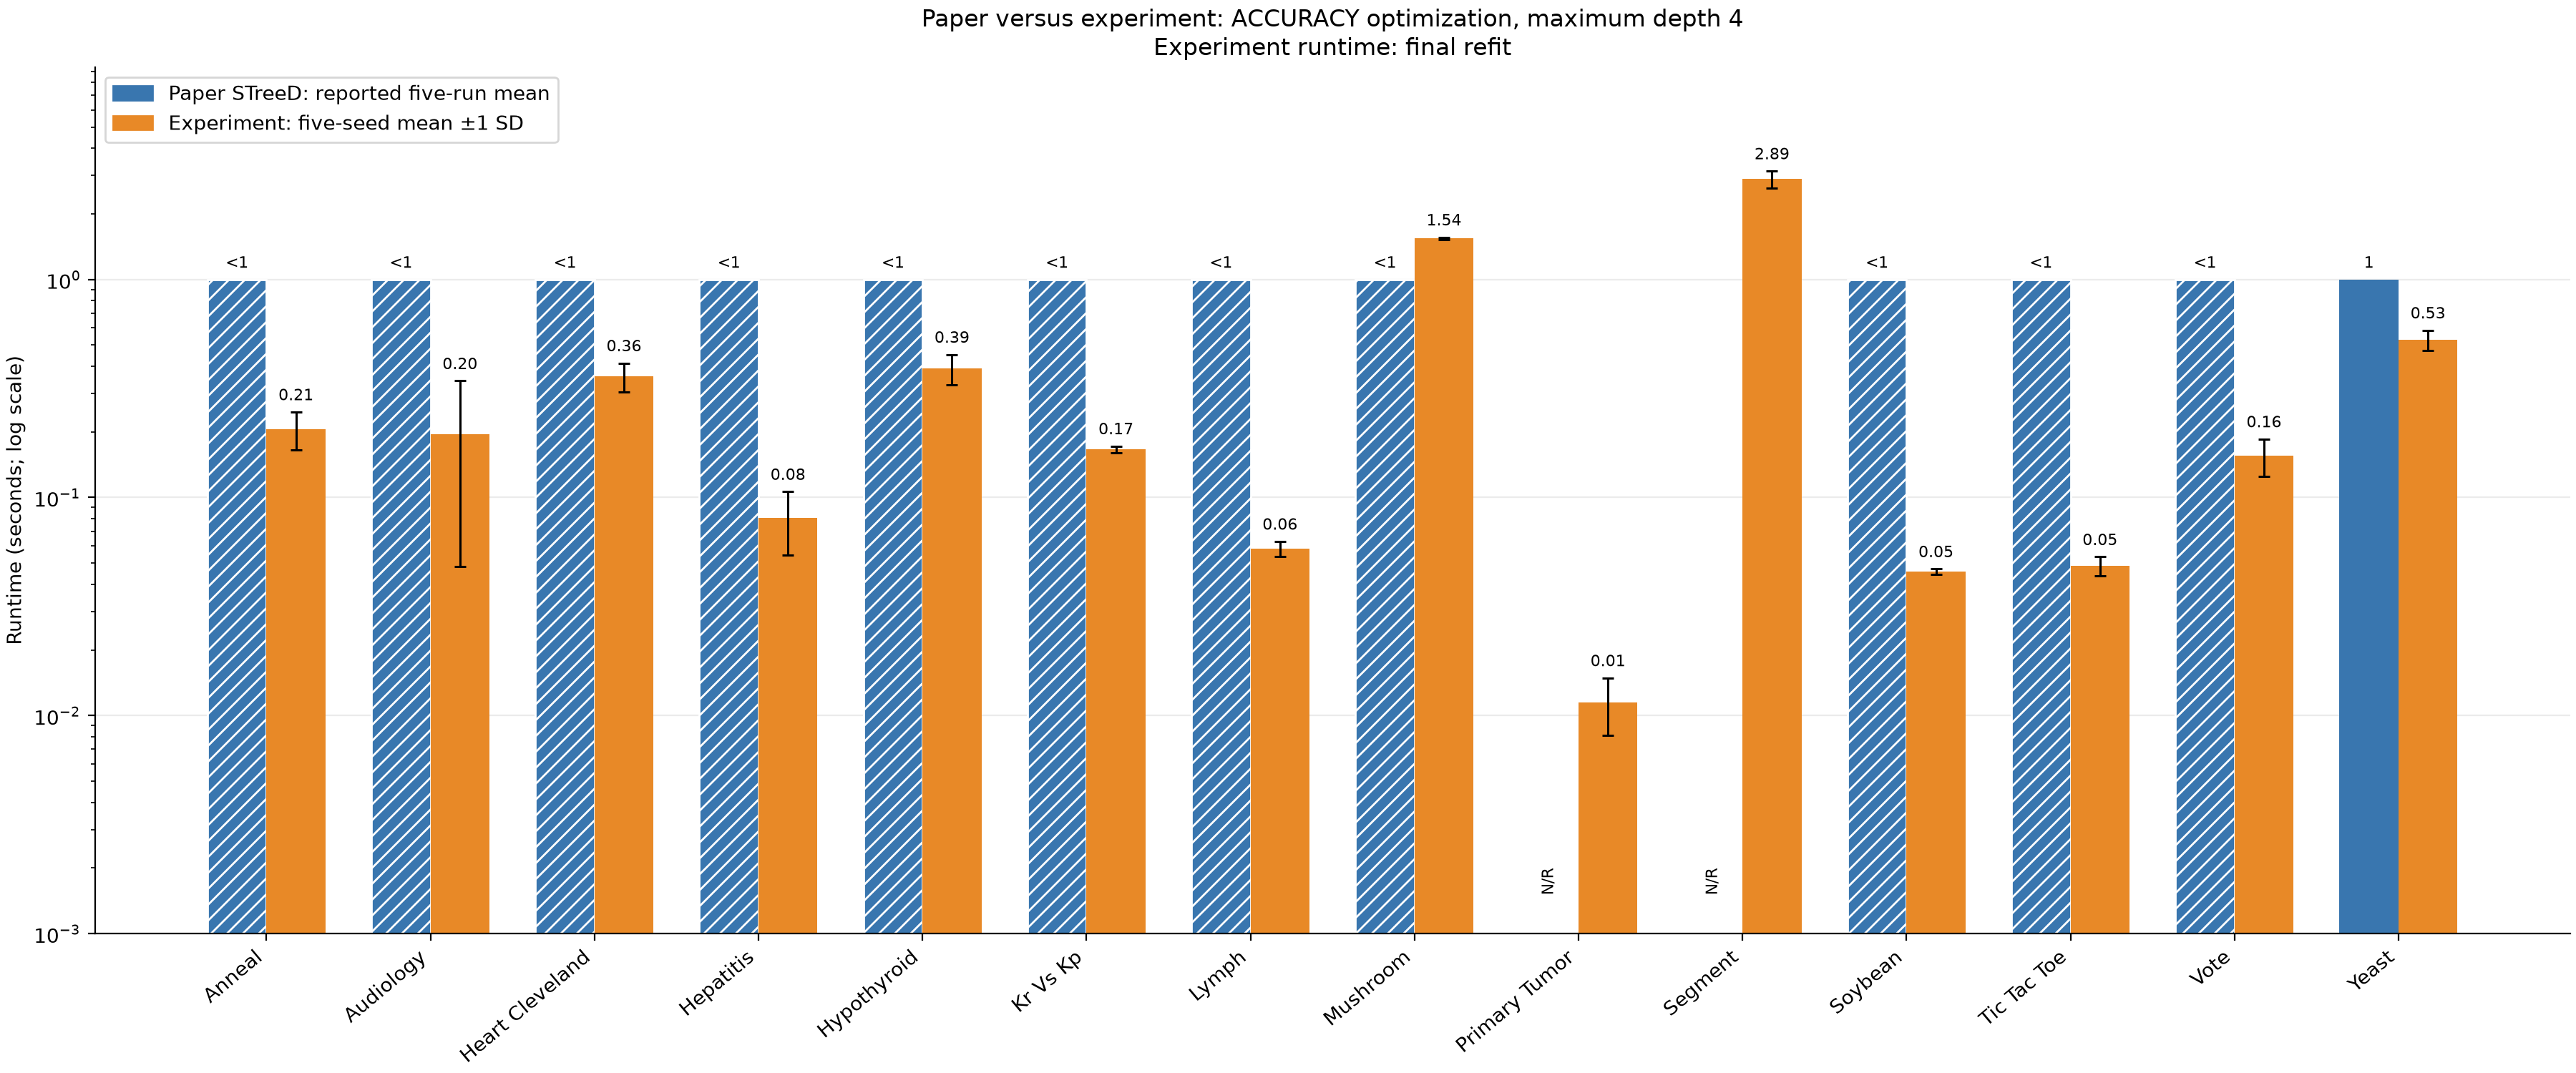 Paper versus experiment: ACCURACY optimization, maximum depth 4
Experiment runtime: final refit
Paper STreeD: reported five-run mean
Experiment: five-seed mean ±1 SD
Runtime (seconds; log scale)
10⁰
10⁻¹
10⁻²
10⁻³
<1
0.21
<1
0.20
<1
0.36
<1
0.08
<1
0.39
<1
0.17
<1
0.06
<1
1.54
N/R
0.01
N/R
2.89
<1
0.05
<1
0.05
<1
0.16
1
0.53
Anneal
Audiology
Heart Cleveland
Hepatitis
Hypothyroid
Kr Vs Kp
Lymph
Mushroom
Primary Tumor
Segment
Soybean
Tic Tac Toe
Vote
Yeast